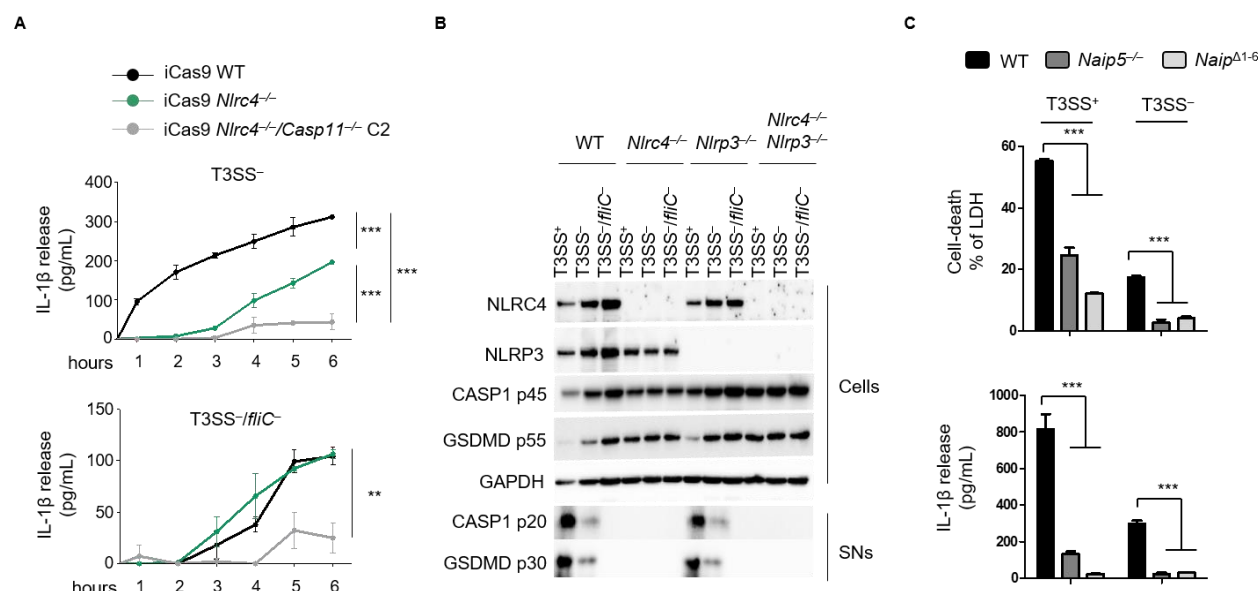 A
iCas9 WT
iCas9 Nlrc4–/–
iCas9 Nlrc4–/–/Casp11–/– C2
T3SS–
IL-1β release
(pg/mL)
400
300
200
100
0
hours
1 2 3 4 5 6
***
***
***
T3SS–/fliC–
IL-1β release
(pg/mL)
150
100
50
0
hours
1 2 3 4 5 6
**
B
WT
Nlrc4–/–
Nlrp3–/–
Nlrc4–/–
Nlrp3–/–
T3SS+
T3SS-
T3SS–/fliC-
T3SS+
T3SS-
T3SS–/fliC-
T3SS+
T3SS-
T3SS–/fliC-
T3SS+
T3SS-
T3SS–/fliC-
NLRC4
NLRP3
CASP1 p45
GSDMD p55
GAPDH
CASP1 p20
GSDMD p30
Cells
SNs
C
WT Naip5–/– NaipΔ1-6
T3SS+ T3SS–
Cell-death
% of LDH
60
40
20
0
***
***
IL-1β release
(pg/mL)
1000
800
600
400
200
0
***
***